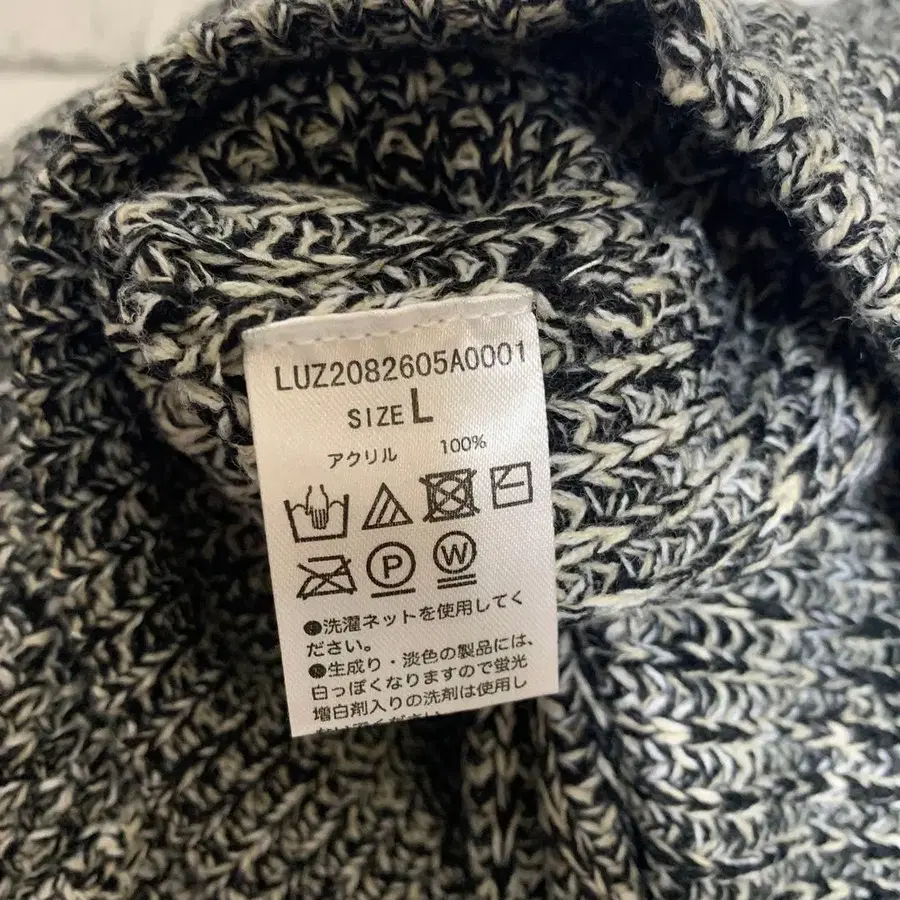 LUZ2082605A0001
SIZE L
アクリル 100%
P W
●洗濯ネットを使用してく
ださい。
●生成り・淡色の製品には、
白っぽくなりますので蛍光
増白剤入りの洗剤は使用し